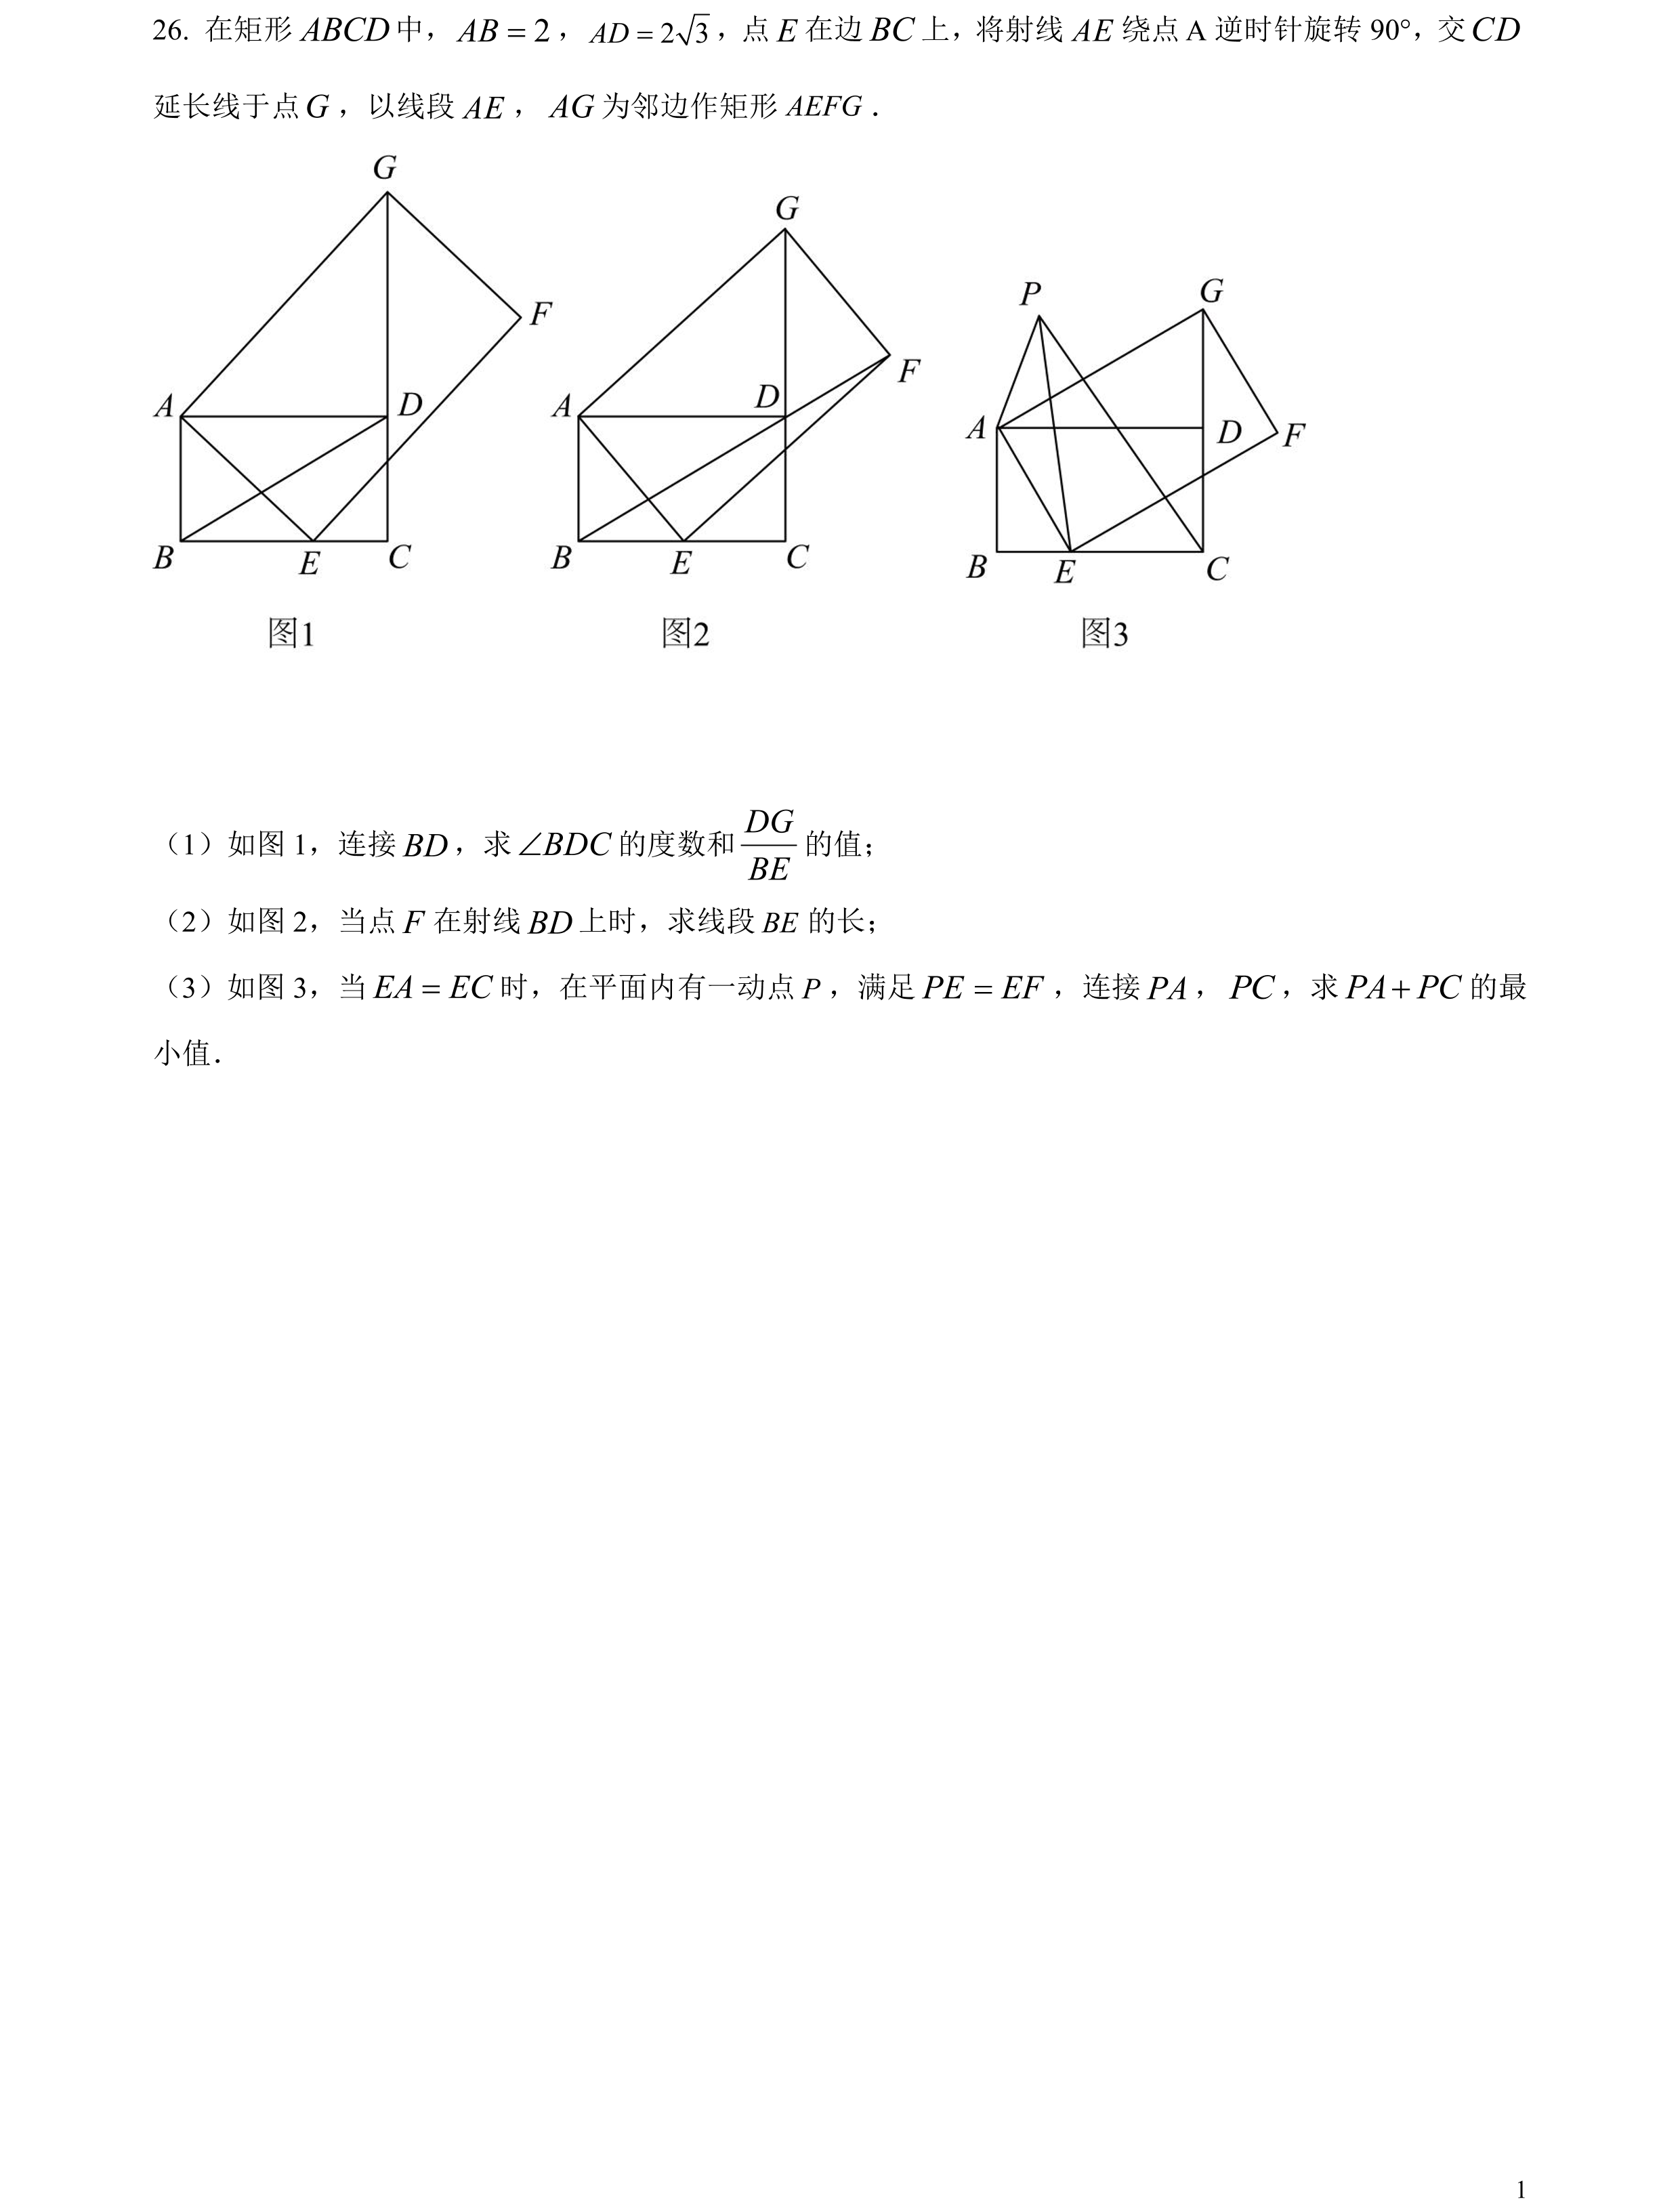 26. 在矩形 ABCD 中，AB = 2，AD = 2√3，点 E 在边 BC 上，将射线 AE 绕点 A 逆时针旋转 90°，交 CD
延长线于点 G，以线段 AE，AG 为邻边作矩形 AEFG．
G
F
A
D
B
E
C
图1
G
D
A
F
B
E
C
图2
P
G
A
D
F
B
E
C
图3
（1）如图 1，连接 BD，求 ∠BDC 的度数和 DG/BE 的值；
（2）如图 2，当点 F 在射线 BD 上时，求线段 BE 的长；
（3）如图 3，当 EA = EC 时，在平面内有一动点 P，满足 PE = EF，连接 PA，PC，求 PA + PC 的最
小值．
1